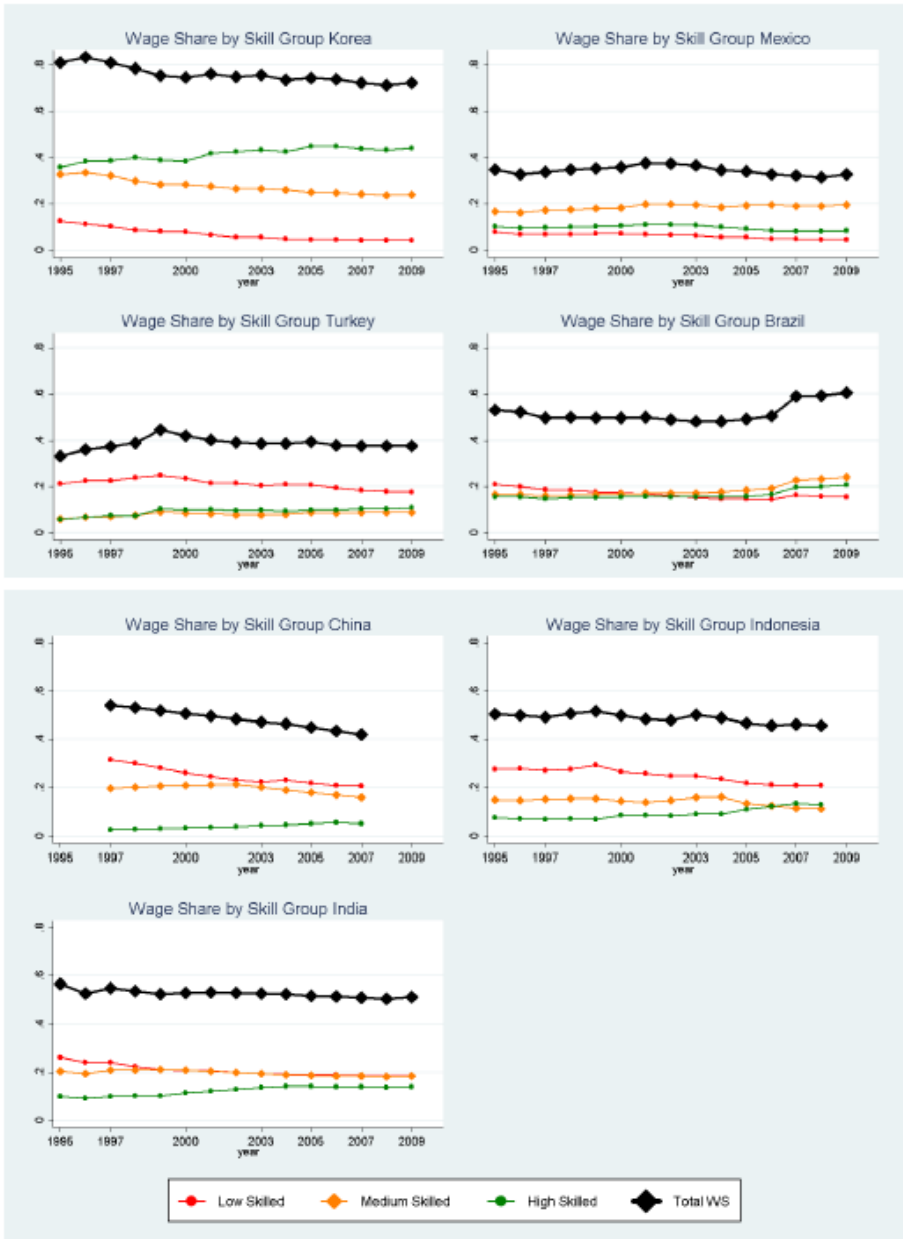 Wage Share by Skill Group Korea
.8
.6
.4
.2
0
1995 1997 2000 2003 2005 2007 2009
year
Wage Share by Skill Group Mexico
.8
.6
.4
.2
0
1995 1997 2000 2003 2005 2007 2009
year
Wage Share by Skill Group Turkey
.8
.6
.4
.2
0
1995 1997 2000 2003 2005 2007 2009
year
Wage Share by Skill Group Brazil
.8
.6
.4
.2
0
1995 1997 2000 2003 2005 2007 2009
year
Wage Share by Skill Group China
.8
.6
.4
.2
0
1995 1997 2000 2003 2005 2007 2009
year
Wage Share by Skill Group Indonesia
.8
.6
.4
.2
0
1995 1997 2000 2003 2005 2007 2009
year
Wage Share by Skill Group India
.8
.6
.4
.2
0
1995 1997 2000 2003 2005 2007 2009
year
Low Skilled Medium Skilled High Skilled Total WS